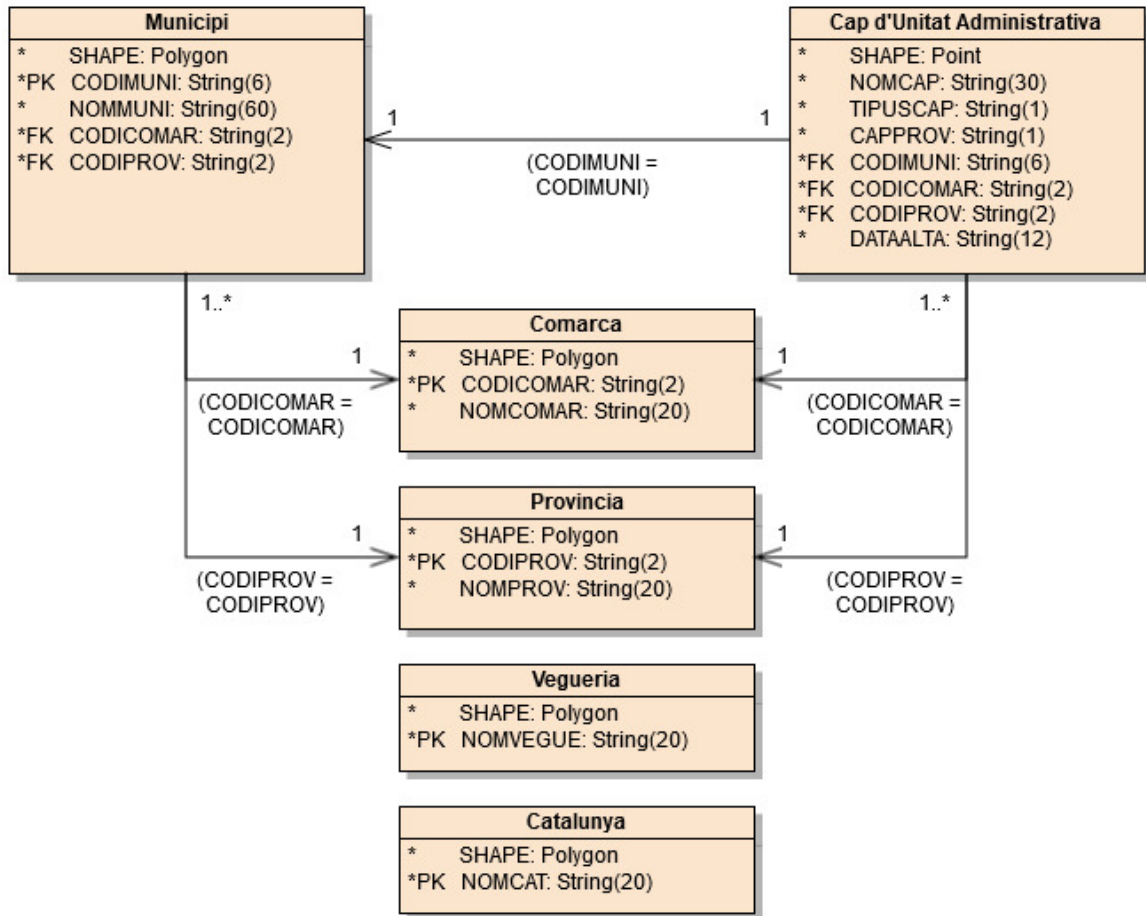 Municipi
* SHAPE: Polygon
*PK CODIMUNI: String(6)
* NOMMUNI: String(60)
*FK CODICOMAR: String(2)
*FK CODIPROV: String(2)
Cap d'Unitat Administrativa
* SHAPE: Point
* NOMCAP: String(30)
* TIPUSCAP: String(1)
* CAPPROV: String(1)
*FK CODIMUNI: String(6)
*FK CODICOMAR: String(2)
*FK CODIPROV: String(2)
* DATAALTA: String(12)
1
1
(CODIMUNI =
CODIMUNI)
1..*
1..*
Comarca
* SHAPE: Polygon
*PK CODICOMAR: String(2)
* NOMCOMAR: String(20)
1
(CODICOMAR =
CODICOMAR)
1
(CODICOMAR =
CODICOMAR)
Provincia
* SHAPE: Polygon
*PK CODIPROV: String(2)
* NOMPROV: String(20)
1
(CODIPROV =
CODIPROV)
1
(CODIPROV =
CODIPROV)
Vegueria
* SHAPE: Polygon
*PK NOMVEGUE: String(20)
Catalunya
* SHAPE: Polygon
*PK NOMCAT: String(20)